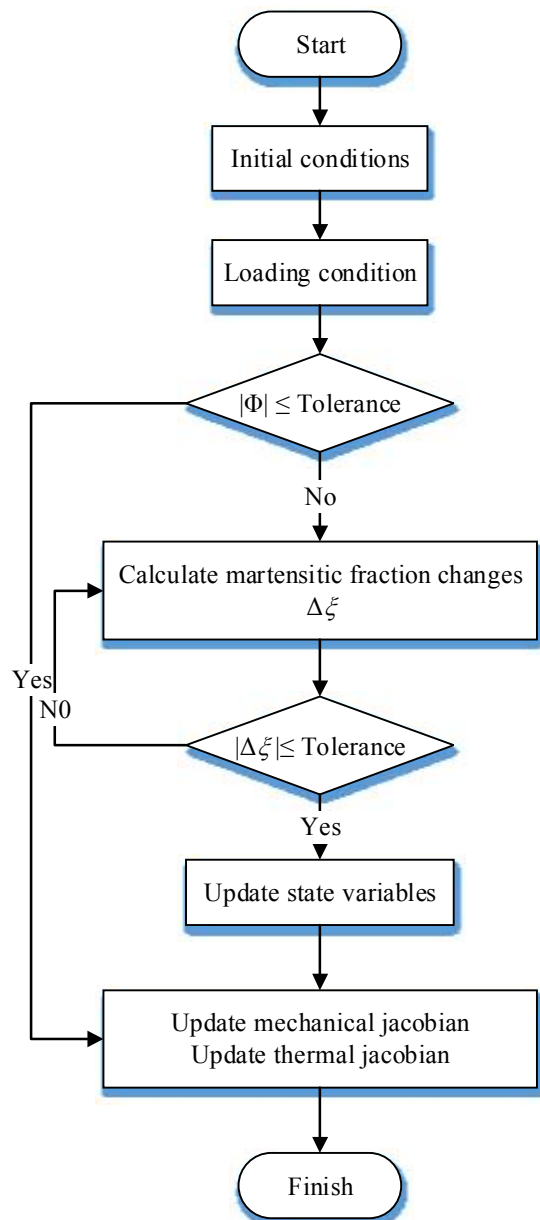 Start
Initial conditions
Loading condition
|Φ| ≤ Tolerance
No
Calculate martensitic fraction changes
Δξ
Yes
N0
|Δξ|≤ Tolerance
Yes
Update state variables
Update mechanical jacobian
Update thermal jacobian
Finish